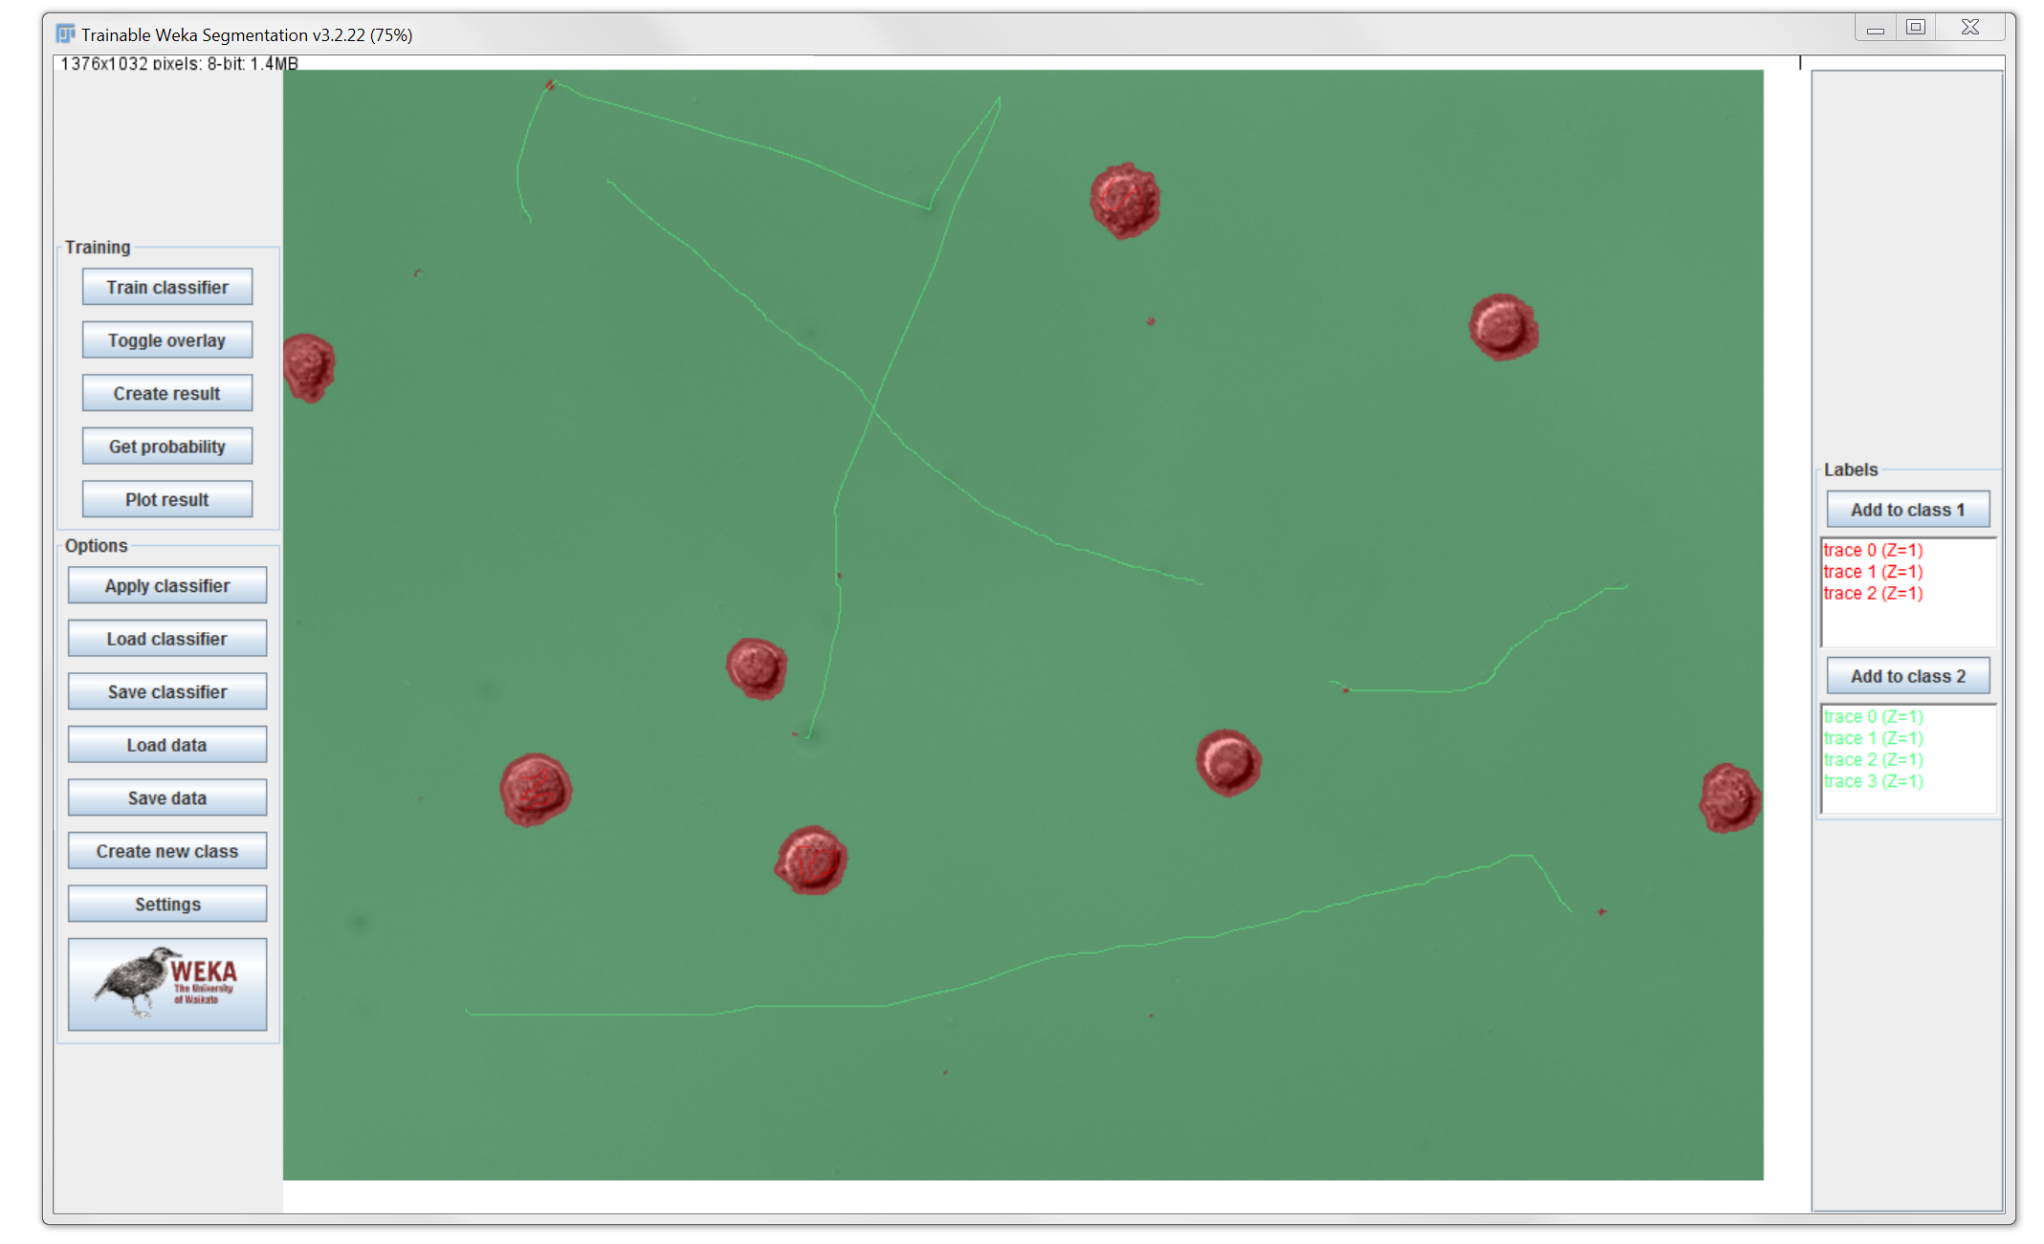 Trainable Weka Segmentation v3.2.22 (75%)
1376x1032 pixels; 8-bit; 1.4MB
Training
Train classifier
Toggle overlay
Create result
Get probability
Plot result
Options
Apply classifier
Load classifier
Save classifier
Load data
Save data
Create new class
Settings
WEKA
The University
of Waikato
Labels
Add to class 1
trace 0 (Z=1)
trace 1 (Z=1)
trace 2 (Z=1)
Add to class 2
trace 0 (Z=1)
trace 1 (Z=1)
trace 2 (Z=1)
trace 3 (Z=1)